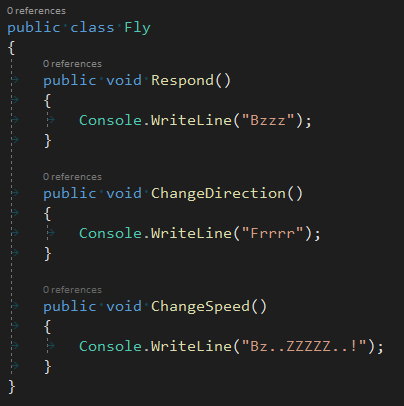 0 references
public class Fly
{
0 references
public void Respond()
{
Console.WriteLine("Bzzz");
}
0 references
public void ChangeDirection()
{
Console.WriteLine("Frrrr");
}
0 references
public void ChangeSpeed()
{
Console.WriteLine("Bz..ZZZZZ..!");
}
}